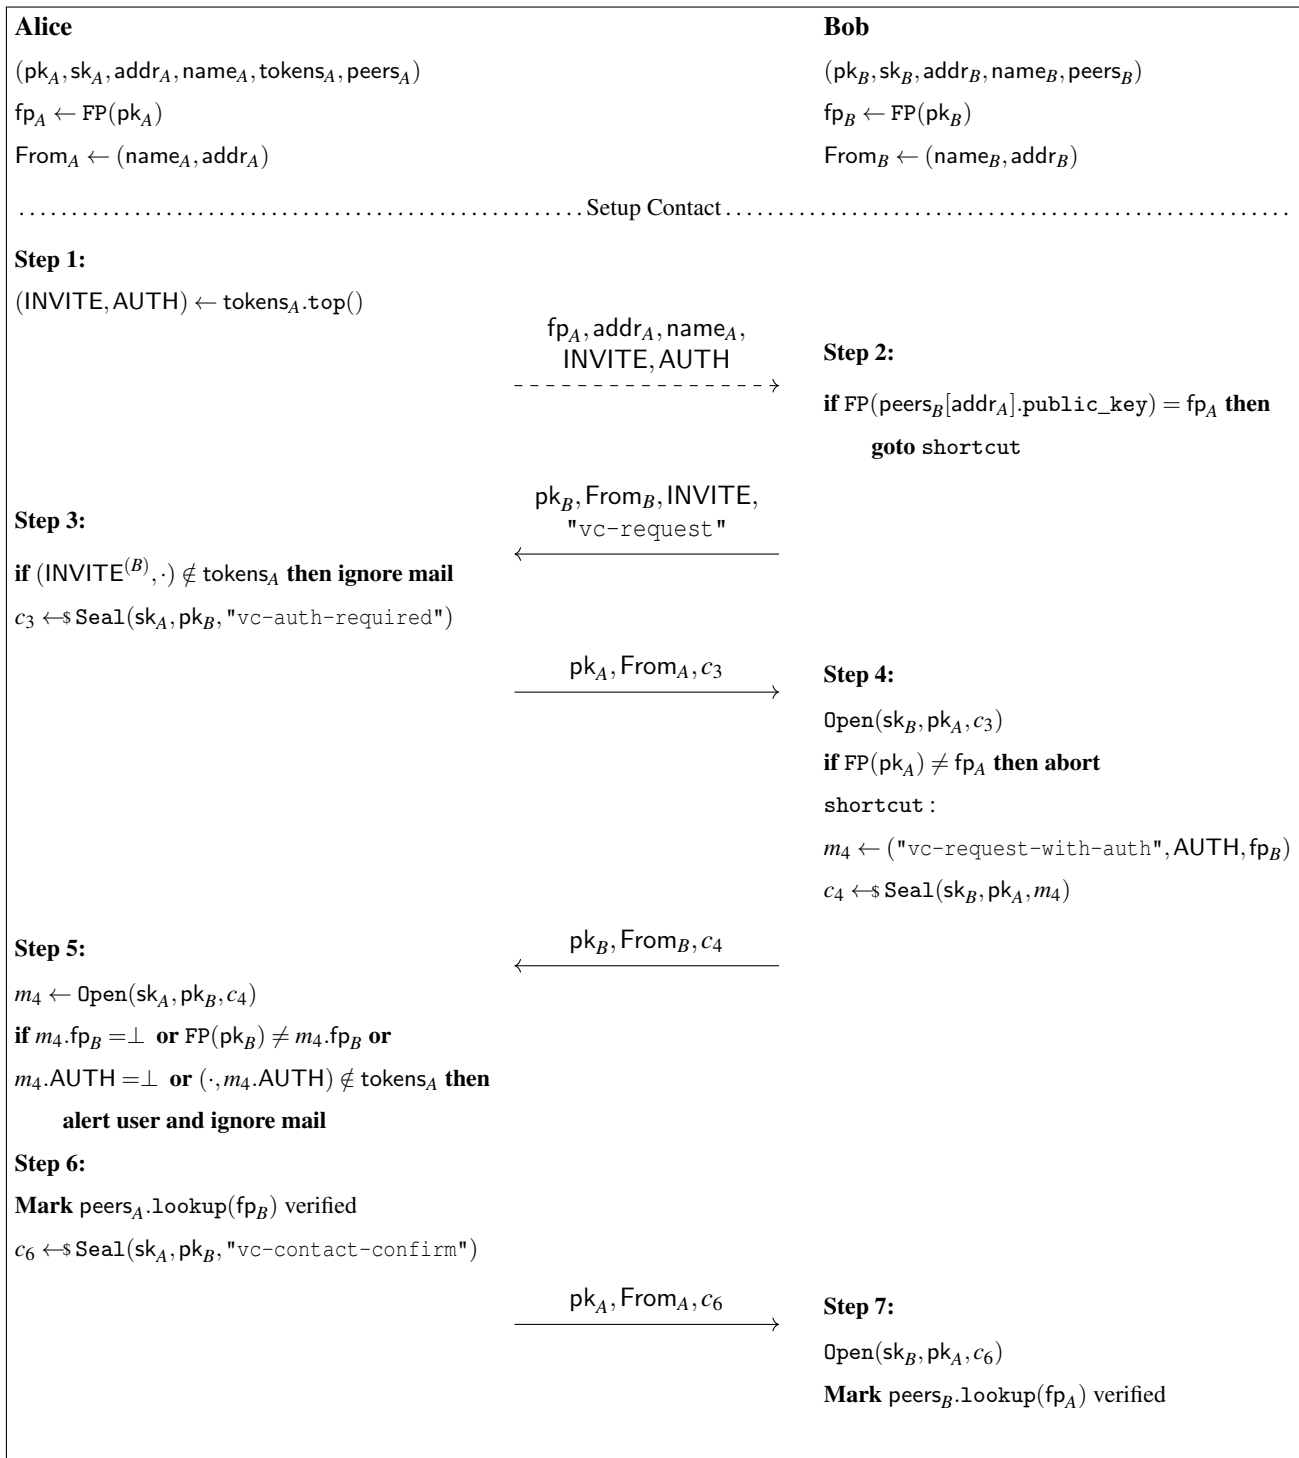 Alice
(pk_A, sk_A, addr_A, name_A, tokens_A, peers_A)
fp_A ← FP(pk_A)
From_A ← (name_A, addr_A)
Bob
(pk_B, sk_B, addr_B, name_B, peers_B)
fp_B ← FP(pk_B)
From_B ← (name_B, addr_B)
Setup Contact
Step 1:
(INVITE, AUTH) ← tokens_A.top()
fp_A, addr_A, name_A,
INVITE, AUTH
Step 2:
if FP(peers_B[addr_A].public_key) = fp_A then
goto shortcut
pk_B, From_B, INVITE,
"vc-request"
Step 3:
if (INVITE^(B), ·) ∉ tokens_A then ignore mail
c_3 ←$ Seal(sk_A, pk_B, "vc-auth-required")
pk_A, From_A, c_3
Step 4:
Open(sk_B, pk_A, c_3)
if FP(pk_A) ≠ fp_A then abort
shortcut :
m_4 ← ("vc-request-with-auth", AUTH, fp_B)
c_4 ←$ Seal(sk_B, pk_A, m_4)
pk_B, From_B, c_4
Step 5:
m_4 ← Open(sk_A, pk_B, c_4)
if m_4.fp_B =⊥ or FP(pk_B) ≠ m_4.fp_B or
m_4.AUTH =⊥ or (·, m_4.AUTH) ∉ tokens_A then
alert user and ignore mail
Step 6:
Mark peers_A.lookup(fp_B) verified
c_6 ←$ Seal(sk_A, pk_B, "vc-contact-confirm")
pk_A, From_A, c_6
Step 7:
Open(sk_B, pk_A, c_6)
Mark peers_B.lookup(fp_A) verified